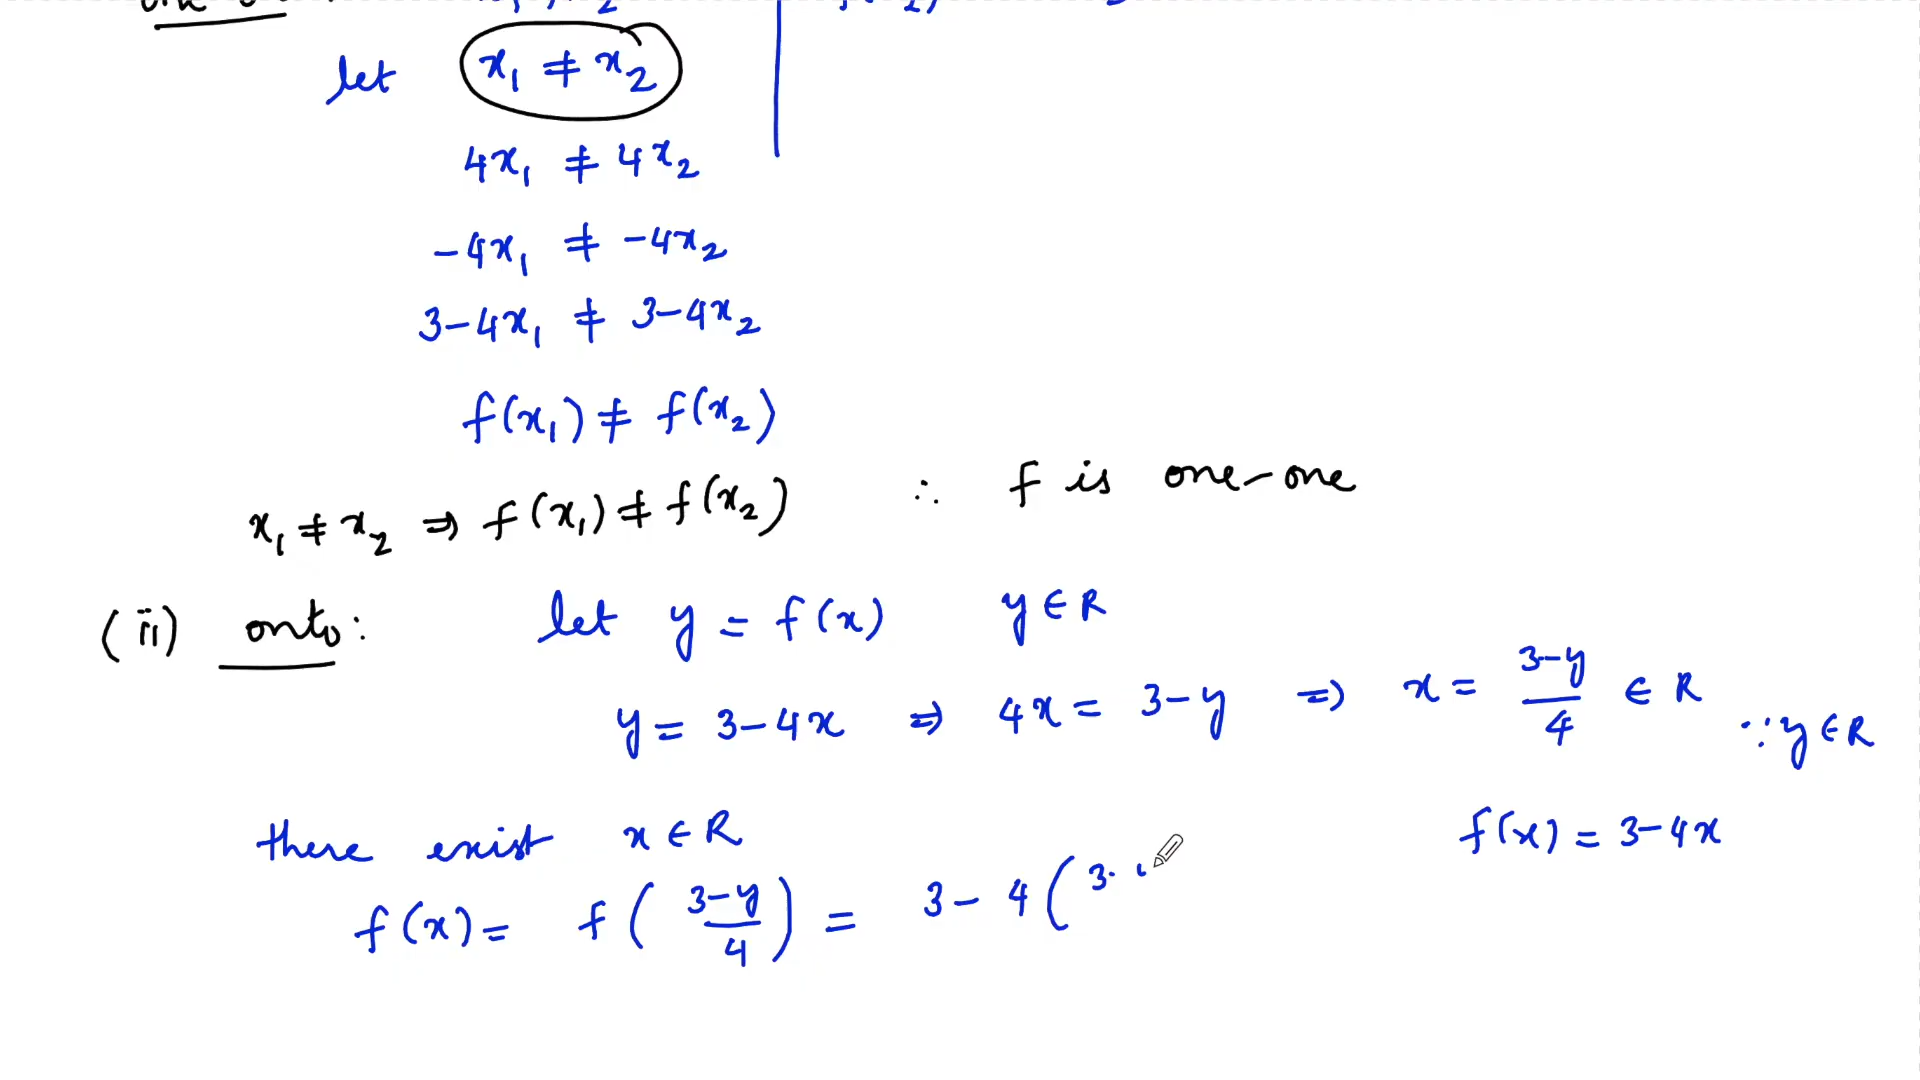 let x₁ ≠ x₂
4x₁ ≠ 4x₂
-4x₁ ≠ -4x₂
3-4x₁ ≠ 3-4x₂
f(x₁) ≠ f(x₂)
x₁ ≠ x₂ ⇒ f(x₁) ≠ f(x₂) ∴ f is one-one
(ii) onto: let y = f(x) y ∈ R
y = 3-4x ⇒ 4x = 3-y ⇒ x = (3-y)/4 ∈ R ∵ y ∈ R
there exist x ∈ R f(x) = 3-4x
f(x) = f((3-y)/4) = 3-4(3-